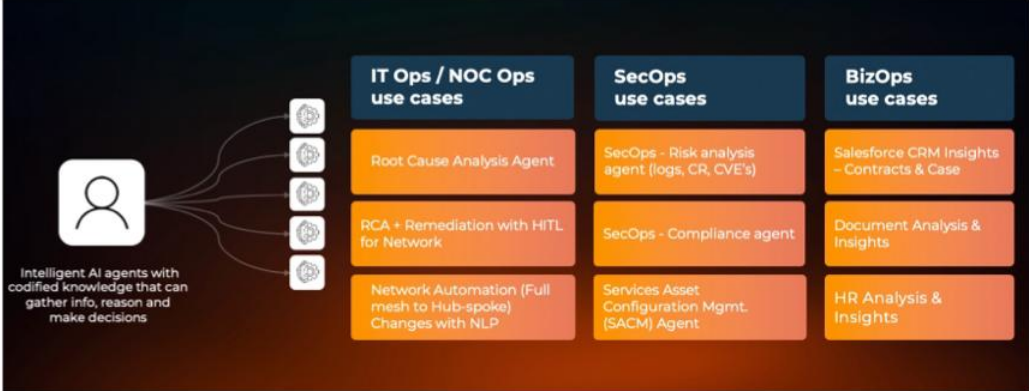 IT Ops / NOC Ops
use cases
SecOps
use cases
BizOps
use cases
Root Cause Analysis Agent
SecOps - Risk analysis
agent (logs, CR, CVE's)
Salesforce CRM Insights
– Contracts & Case
RCA + Remediation with HITL
for Network
SecOps - Compliance agent
Document Analysis &
Insights
Network Automation (Full
mesh to Hub-spoke)
Changes with NLP
Services Asset
Configuration Mgmt.
(SACM) Agent
HR Analysis &
Insights
Intelligent AI agents with
codified knowledge that can
gather info, reason and
make decisions